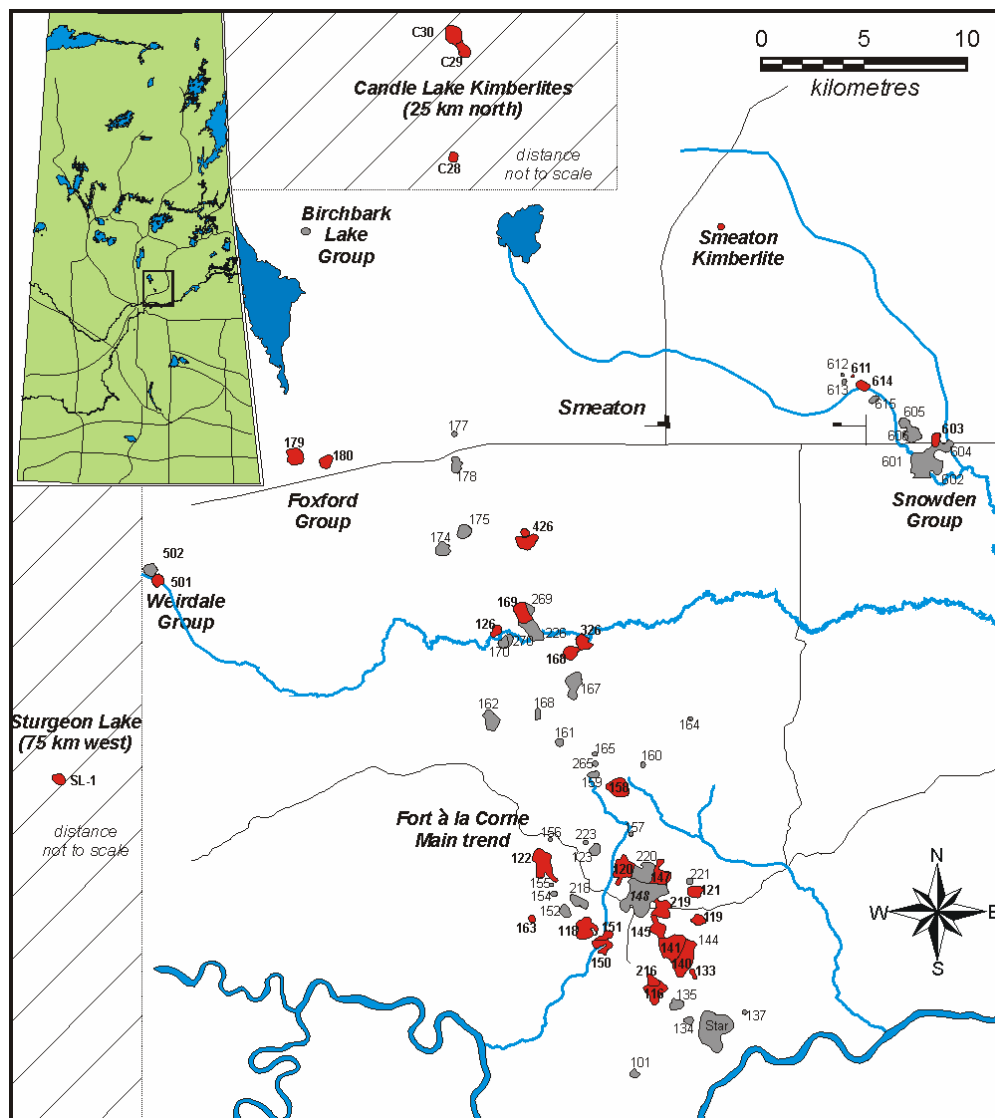 C30
C29
Candle Lake Kimberlites
(25 km north)
C28
distance
not to scale
0 5 10
kilometres
Birchbark
Lake
Group
Smeaton
Kimberlite
612
611
613
614
615
Smeaton
605
606
603
604
601
602
Snowden
Group
177
178
179
180
Foxford
Group
175
174
426
502
501
Weirdale
Group
169
269
126
226
170
270
326
168
167
162
168
164
161
165
160
265
159
158
Sturgeon Lake
(75 km west)
SL-1
distance
not to scale
Fort à la Corne
Main trend
156
223
157
123
122
120
220
147
221
121
155
154
218
148
152
219
119
163
118
151
145
150
141
144
140
133
216
116
135
134
Star
137
101
N
W
E
S